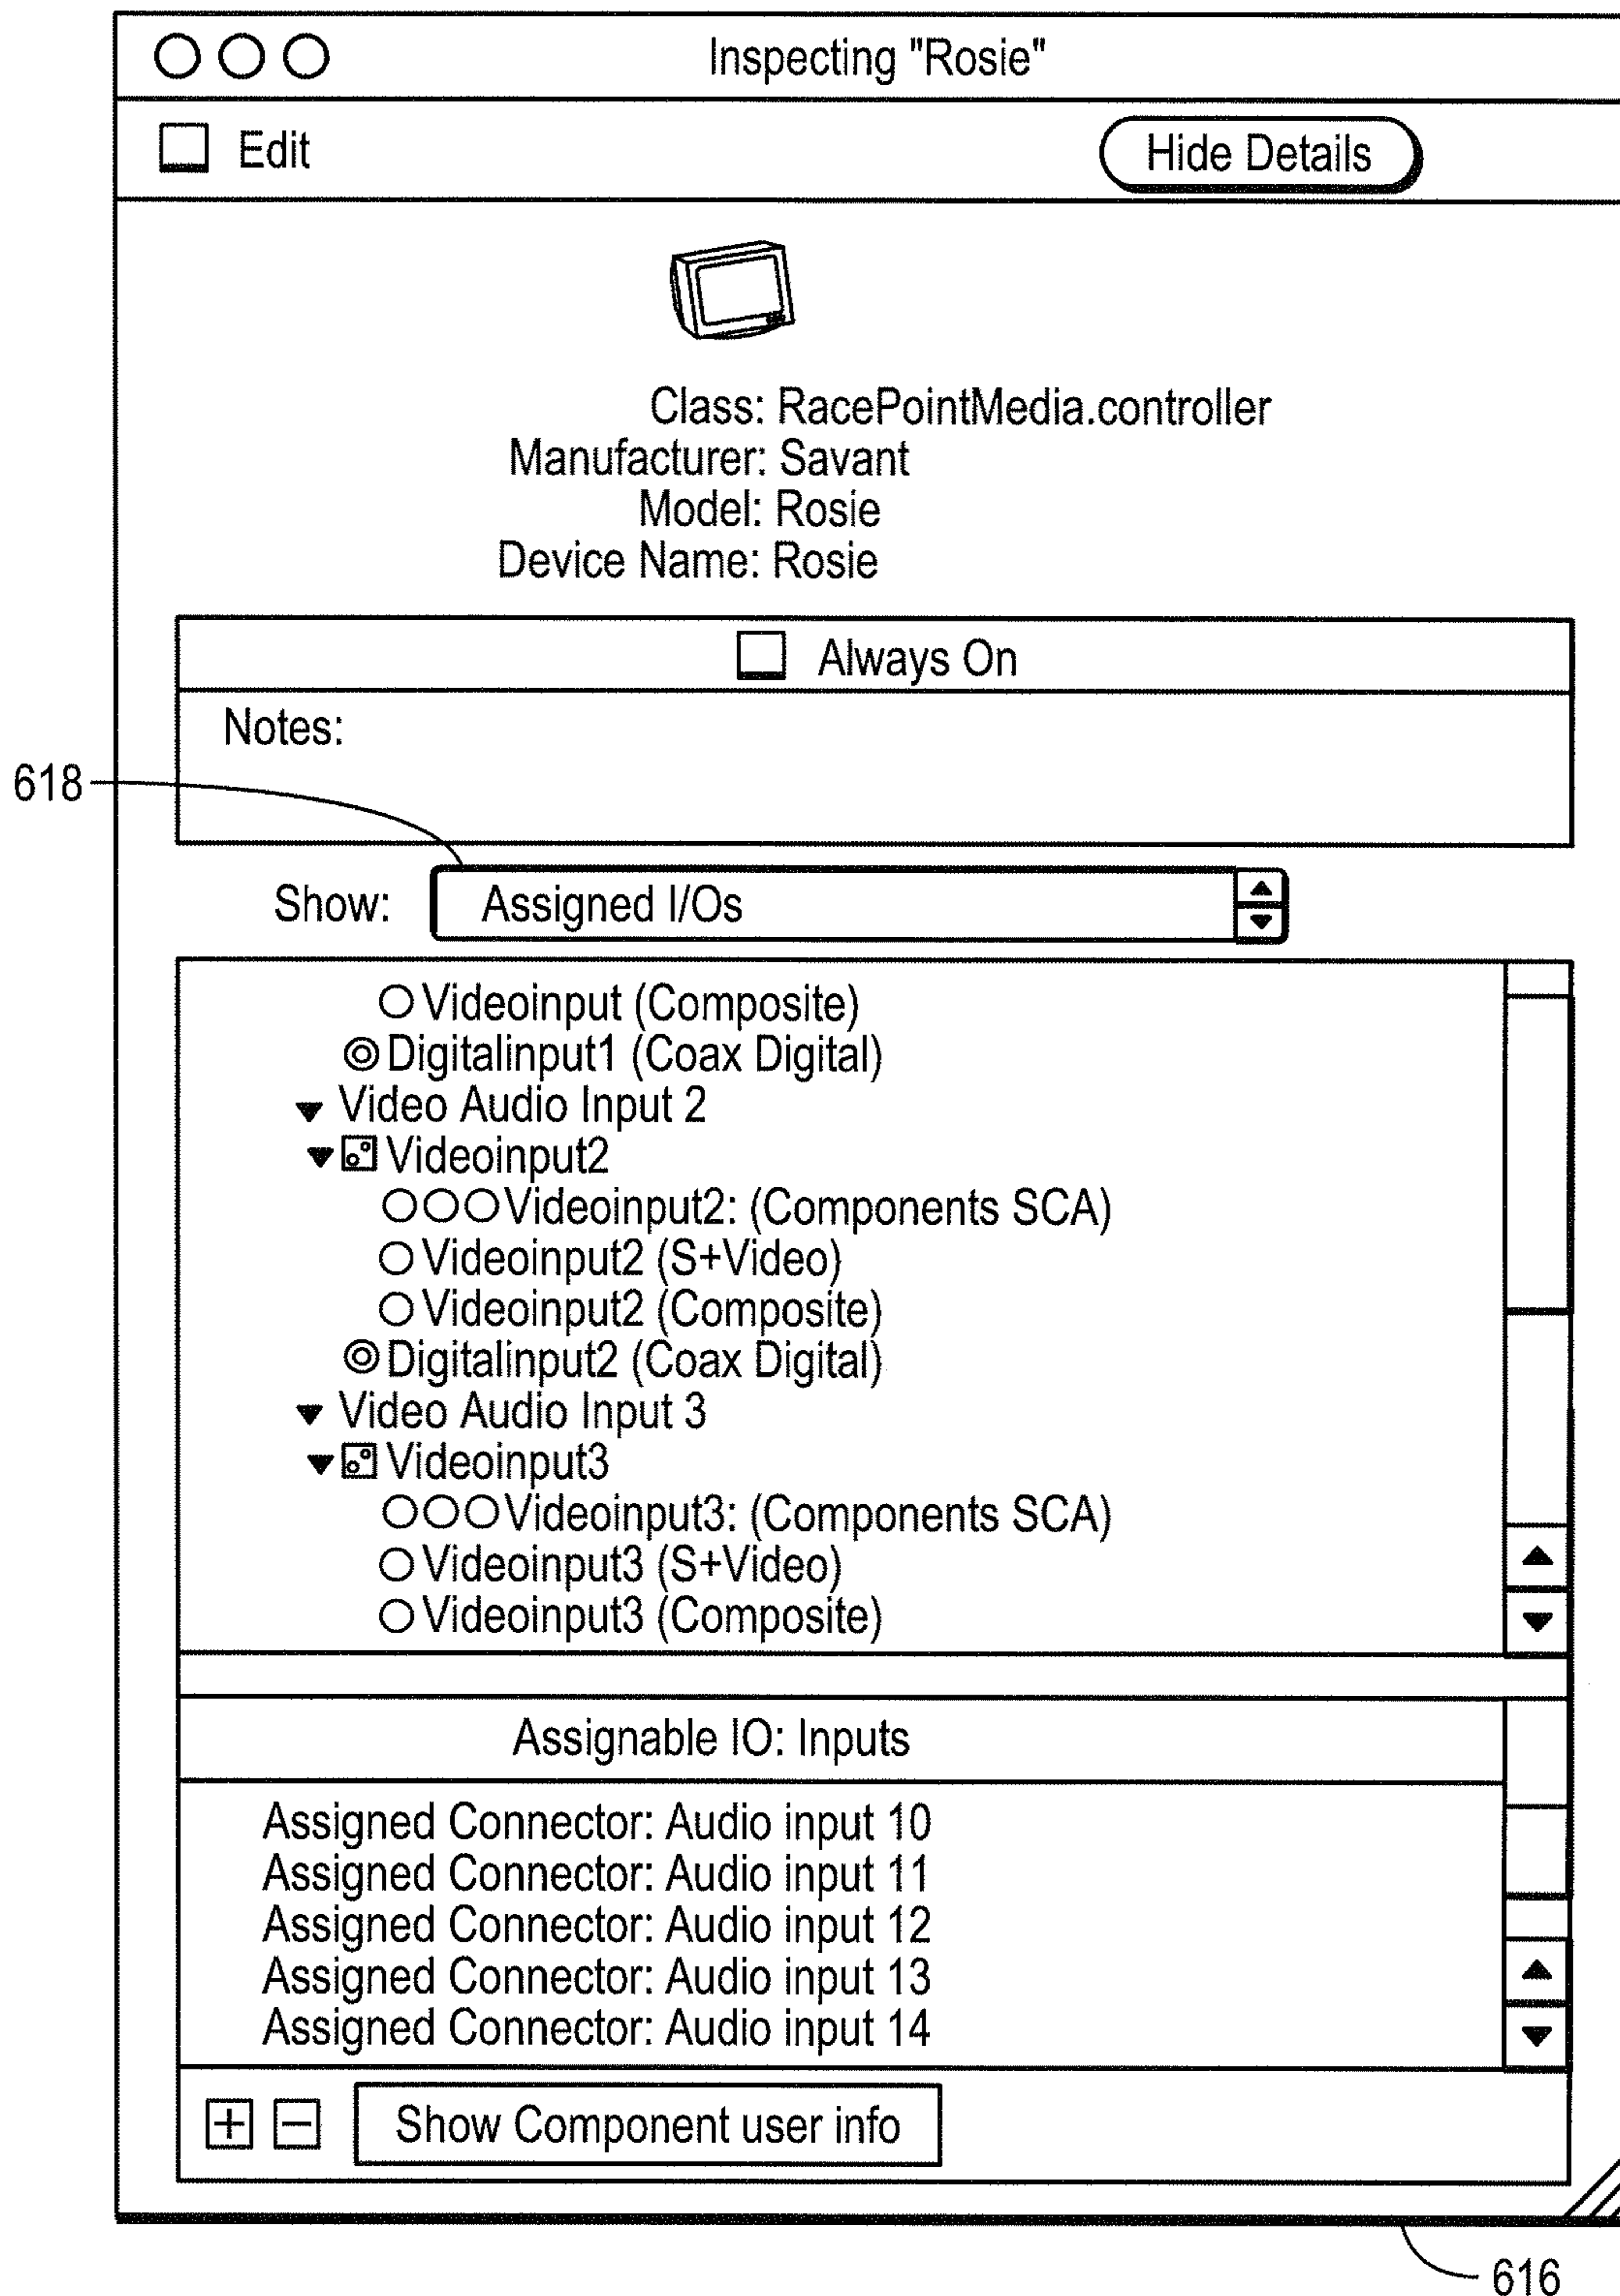 Inspecting "Rosie"
Edit
Hide Details
Class: RacePointMedia.controller
Manufacturer: Savant
Model: Rosie
Device Name: Rosie
Always On
Notes:
618
Show: Assigned I/Os
Videoinput (Composite)
Digitalinput1 (Coax Digital)
Video Audio Input 2
Videoinput2
Videoinput2: (Components SCA)
Videoinput2 (S+Video)
Videoinput2 (Composite)
Digitalinput2 (Coax Digital)
Video Audio Input 3
Videoinput3
Videoinput3: (Components SCA)
Videoinput3 (S+Video)
Videoinput3 (Composite)
Assignable IO: Inputs
Assigned Connector: Audio input 10
Assigned Connector: Audio input 11
Assigned Connector: Audio input 12
Assigned Connector: Audio input 13
Assigned Connector: Audio input 14
+ − Show Component user info
616